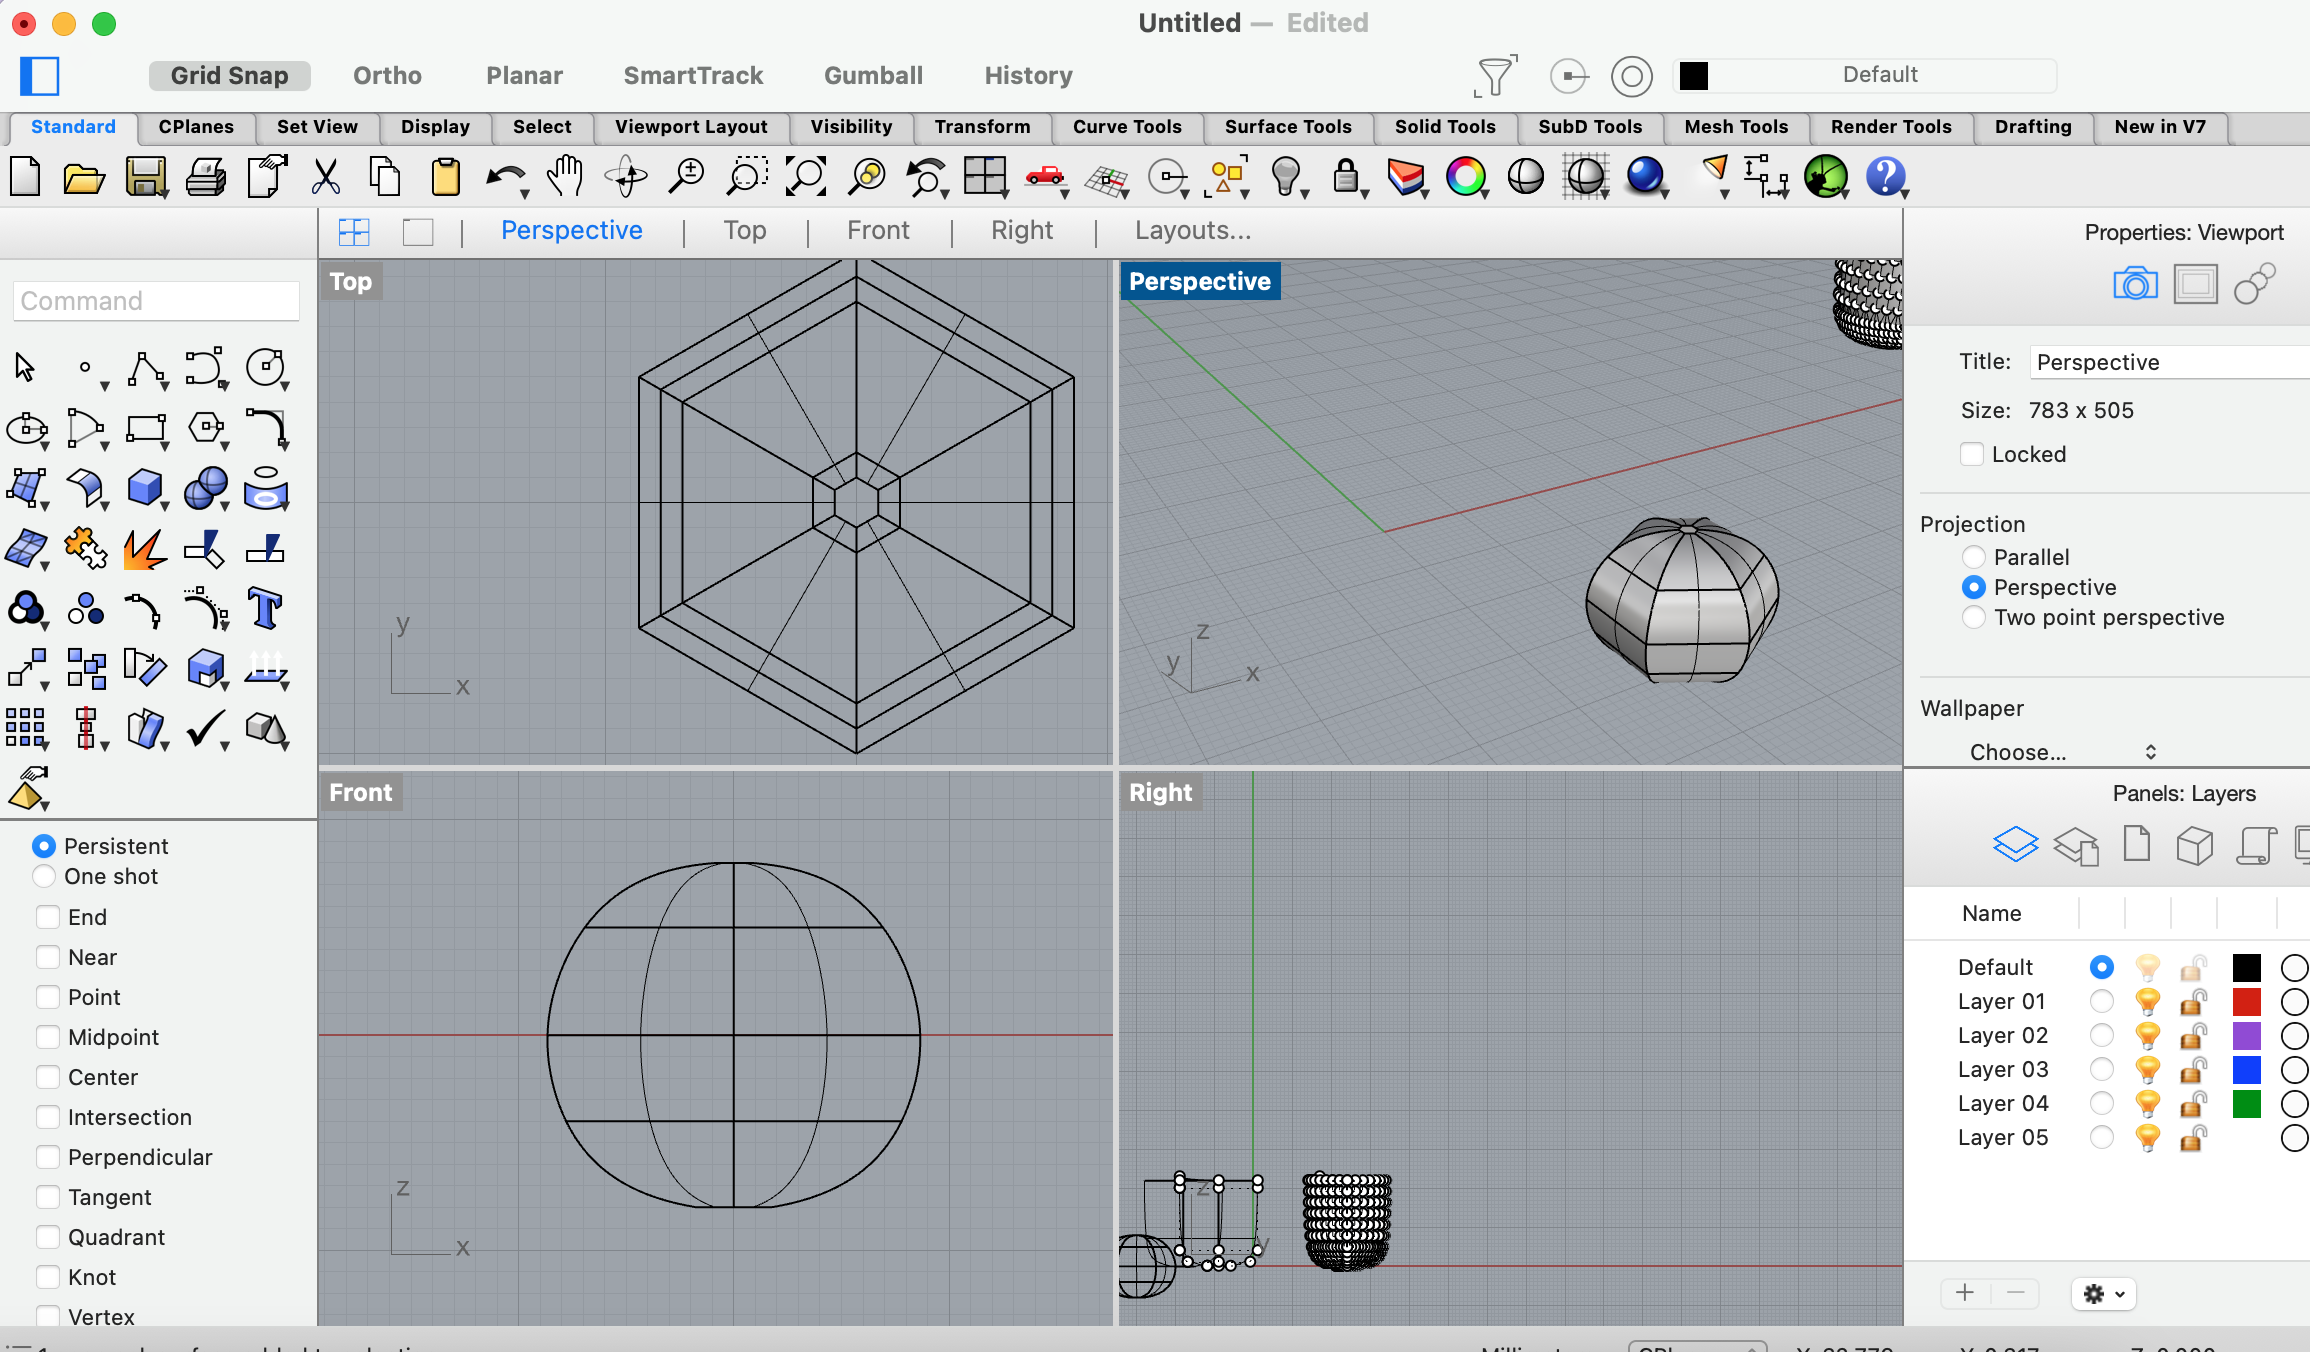 Untitled — Edited
Grid Snap Ortho Planar SmartTrack Gumball History Default
Standard CPlanes Set View Display Select Viewport Layout Visibility Transform Curve Tools Surface Tools Solid Tools SubD Tools Mesh Tools Render Tools Drafting New in V7
Perspective | Top | Front | Right | Layouts...
Command
Top
y
x
Perspective
z
y
x
Front
z
x
Right
z
y
Persistent
One shot
End
Near
Point
Midpoint
Center
Intersection
Perpendicular
Tangent
Quadrant
Knot
Vertex
Properties: Viewport
Title: Perspective
Size: 783 x 505
Locked
Projection
Parallel
Perspective
Two point perspective
Wallpaper
Choose...
Panels: Layers
Name
Default
Layer 01
Layer 02
Layer 03
Layer 04
Layer 05